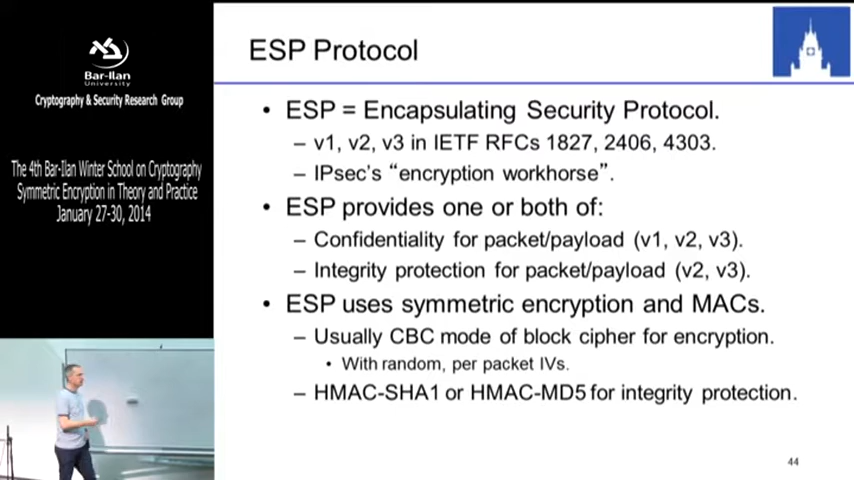 Bar-Ilan
University
Cryptography & Security Research Group
The 4th Bar-Ilan Winter School on Cryptography
Symmetric Encryption in Theory and Practice
January 27-30, 2014
ESP Protocol
• ESP = Encapsulating Security Protocol.
– v1, v2, v3 in IETF RFCs 1827, 2406, 4303.
– IPsec's “encryption workhorse”.
• ESP provides one or both of:
– Confidentiality for packet/payload (v1, v2, v3).
– Integrity protection for packet/payload (v2, v3).
• ESP uses symmetric encryption and MACs.
– Usually CBC mode of block cipher for encryption.
• With random, per packet IVs.
– HMAC-SHA1 or HMAC-MD5 for integrity protection.
44